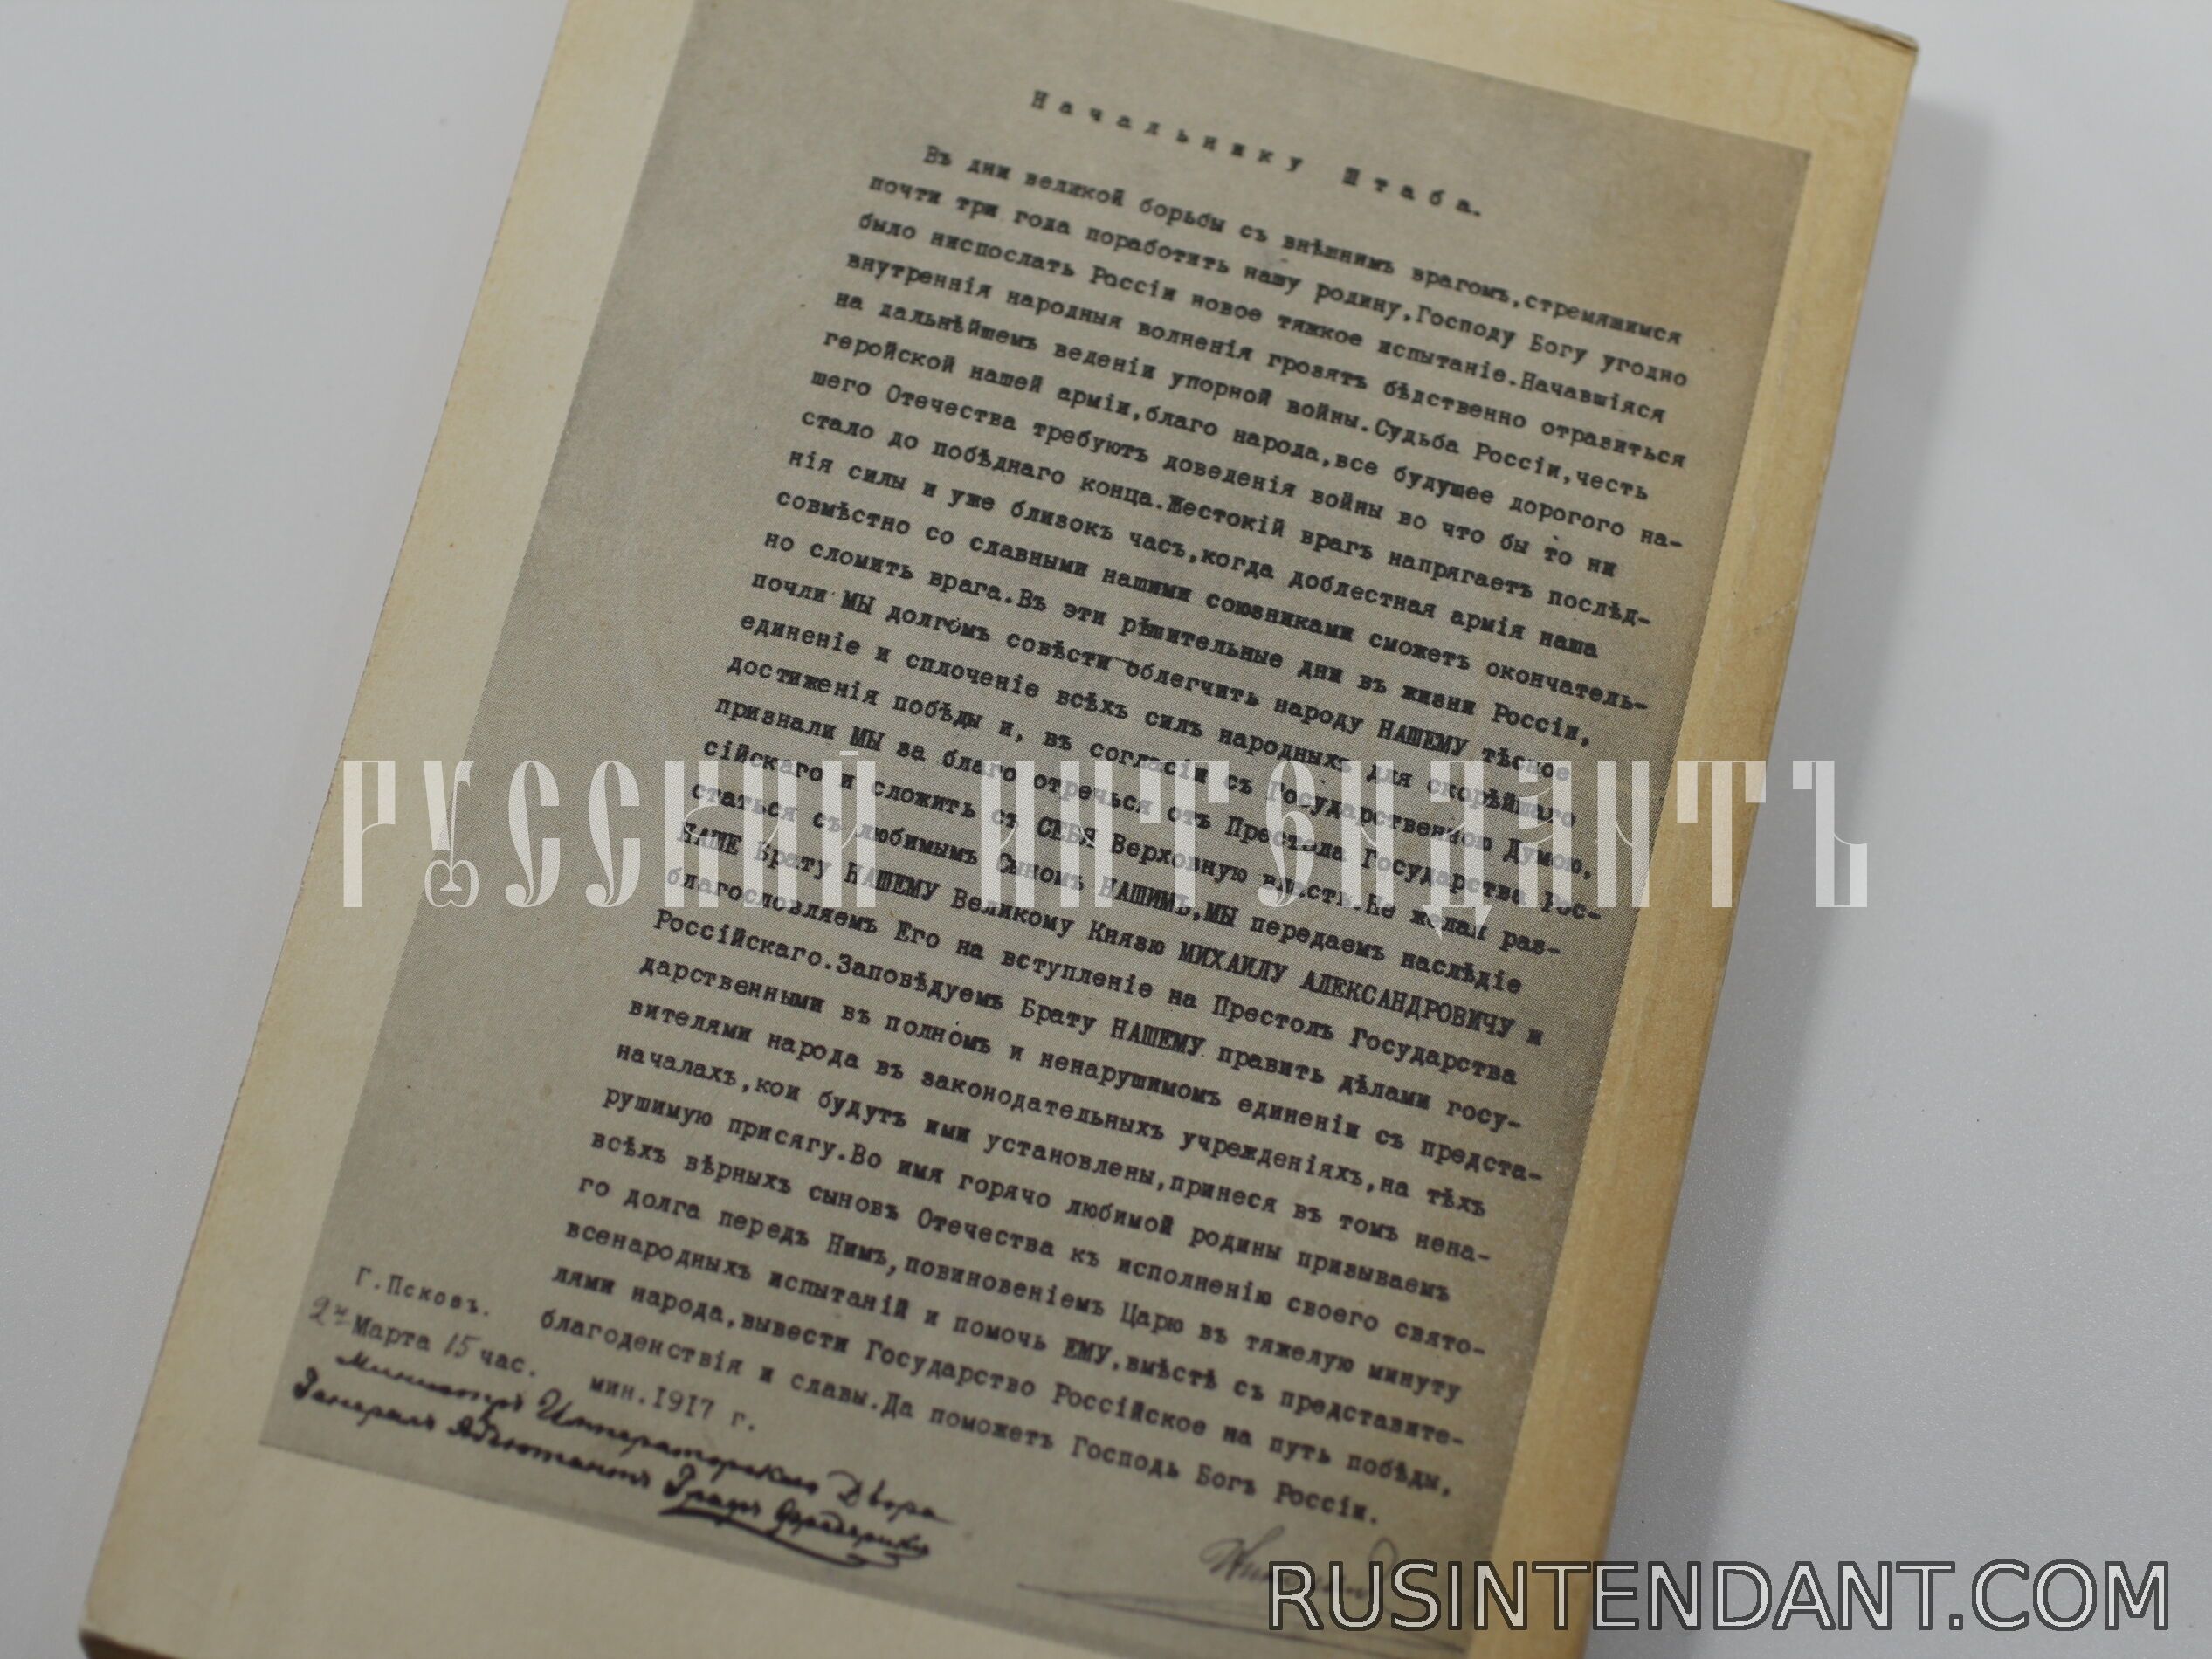 Начальнику Штаба.
Въ дни великой борьбы съ внѣшнимъ врагомъ,стремящимся
почти три года поработить нашу родину,Господу Богу угодно
было ниспослать Россіи новое тяжкое испытаніе.Начавшіяся
внутреннія народныя волненія грозятъ бѣдственно отразиться
на дальнѣйшемъ веденіи упорной войны.Судьба Россіи,честь
геройской нашей арміи,благо народа,все будущее дорогого на-
шего Отечества требуютъ доведенія войны во что бы то ни
стало до побѣднаго конца.Жестокій врагъ напрягаетъ послѣд-
нія силы и уже близокъ часъ,когда доблестная армія наша
совмѣстно со славными нашими союзниками сможетъ окончатель-
но сломить врага.Въ эти рѣшительные дни въ жизни Россіи,
почли МЫ долгомъ совѣсти облегчить народу НАШЕМУ тѣсное
единеніе и сплоченіе всѣхъ силъ народныхъ для скорѣйшаго
достиженія побѣды и, въ согласіи съ Государственною Думою,
признали МЫ за благо отречься отъ Престола Государства Рос-
сійскаго и сложить съ СЕБЯ Верховную власть.Не желая раз-
статься съ любимымъ Сыномъ НАШИМЪ,МЫ передаемъ наслѣдіе
НАШЕ Брату НАШЕМУ Великому Князю МИХАИЛУ АЛЕКСАНДРОВИЧУ и
благословляемъ Его на вступленіе на Престолъ Государства
Россійскаго.Заповѣдуемъ Брату НАШЕМУ править дѣлами госу-
дарственными въ полномъ и ненарушимомъ единеніи съ предста-
вителями народа въ законодательныхъ учрежденіяхъ,на тѣхъ
началахъ,кои будутъ ими установлены,принеся въ томъ нена-
рушимую присягу.Во имя горячо любимой родины призываемъ
всѣхъ вѣрныхъ сыновъ Отечества къ исполненію своего свято-
го долга передъ Нимъ,повиновеніемъ Царю въ тяжелую минуту
всенародныхъ испытаній и помочь ЕМУ,вмѣстѣ съ представите-
лями народа,вывести Государство Россійское на путь побѣды,
благоденствія и славы.Да поможетъ Господь Богъ Россіи.
Г.Псковъ.
2го Марта 15 час. мин.1917 г.
Министръ Императорскаго Двора
Генералъ Адъютантъ Графъ Фредериксъ
Николай
РУССКИЙ ИНТЕНДАНТЪ
RUSINTENDANT.COM